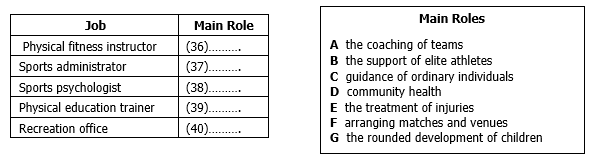 Job Main Role
Physical fitness instructor (36)……….
Sports administrator (37)……….
Sports psychologist (38)……….
Physical education trainer (39)……….
Recreation office (40)……….
Main Roles
A the coaching of teams
B the support of elite athletes
C guidance of ordinary individuals
D community health
E the treatment of injuries
F arranging matches and venues
G the rounded development of children